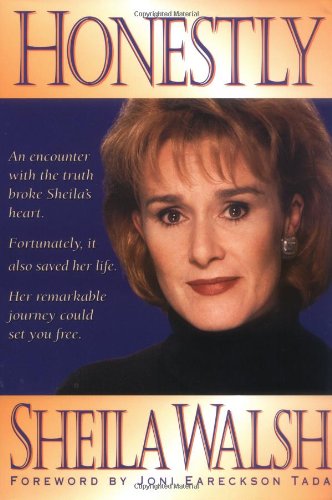 HONESTLY
An encounter
with the truth
broke Sheila's
heart.
Fortunately, it
also saved her life.
Her remarkable
journey could
set you free.
SHEILA WALSH
FOREWORD BY JONI EARECKSON TADA